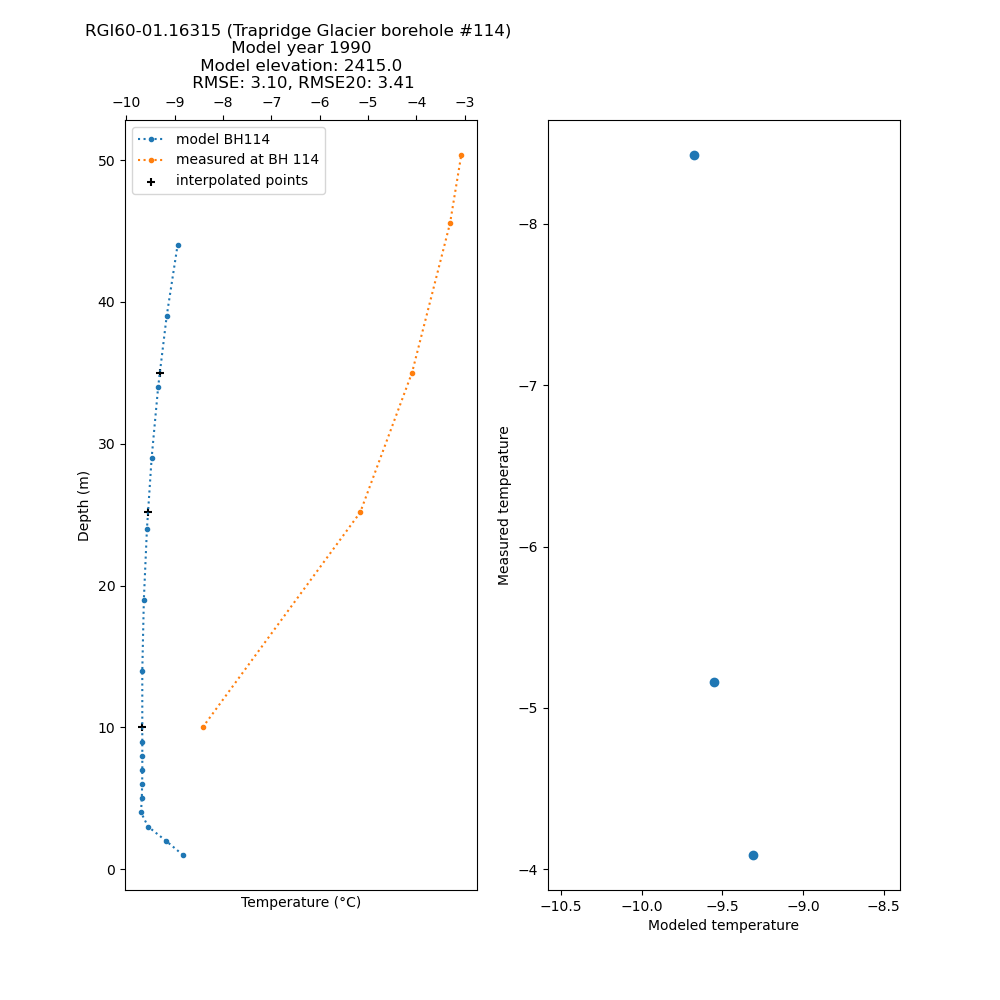 RGI60-01.16315 (Trapridge Glacier borehole #114)
Model year 1990
Model elevation: 2415.0
RMSE: 3.10, RMSE20: 3.41
−10 −9 −8 −7 −6 −5 −4 −3
model BH114
measured at BH 114
interpolated points
50
40
30
20
10
0
Depth (m)
Temperature (°C)
−8
−7
−6
−5
−4
Measured temperature
−10.5 −10.0 −9.5 −9.0 −8.5
Modeled temperature